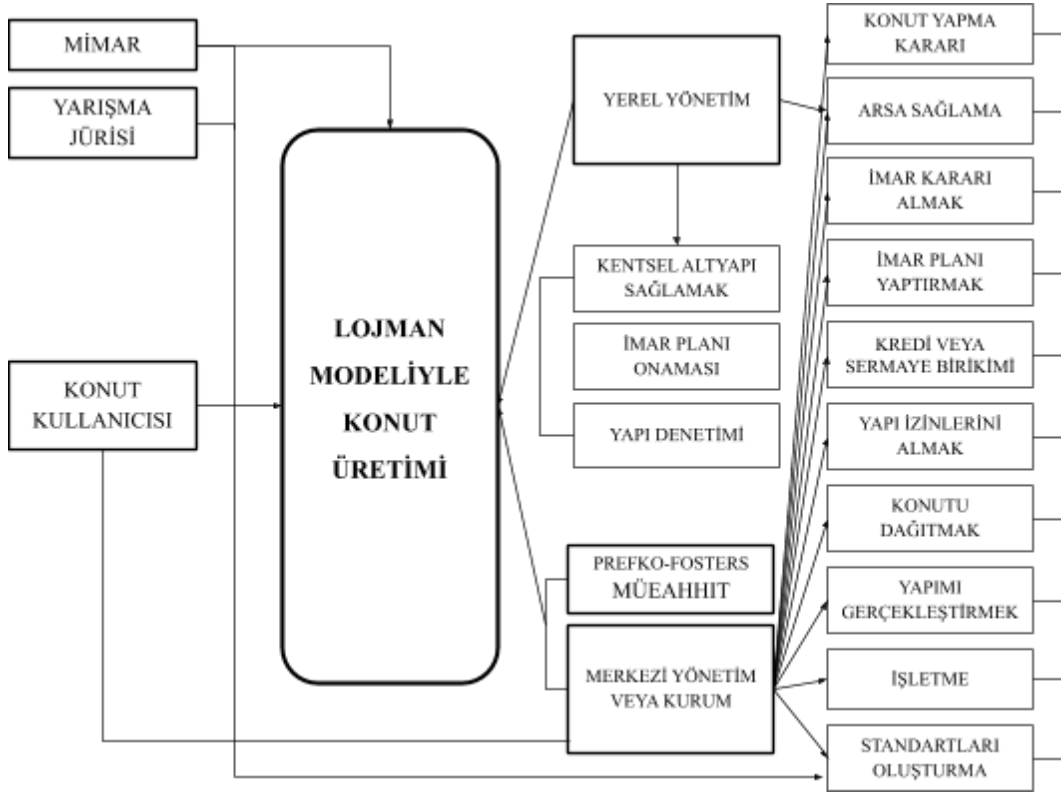 MİMAR
YARIŞMA
JÜRİSİ
KONUT
KULLANICISI
LOJMAN
MODELİYLE
KONUT
ÜRETİMİ
YEREL YÖNETİM
KENTSEL ALTYAPI
SAĞLAMAK
İMAR PLANI
ONAMASI
YAPI DENETİMİ
PREFKO-FOSTERS
MÜEAHHIT
MERKEZİ YÖNETİM
VEYA KURUM
KONUT YAPMA
KARARI
ARSA SAĞLAMA
İMAR KARARI
ALMAK
İMAR PLANI
YAPTIRMAK
KREDİ VEYA
SERMAYE BİRİKİMİ
YAPI İZİNLERİNİ
ALMAK
KONUTU
DAĞITMAK
YAPIMI
GERÇEKLEŞTİRMEK
İŞLETME
STANDARTLARI
OLUŞTURMA